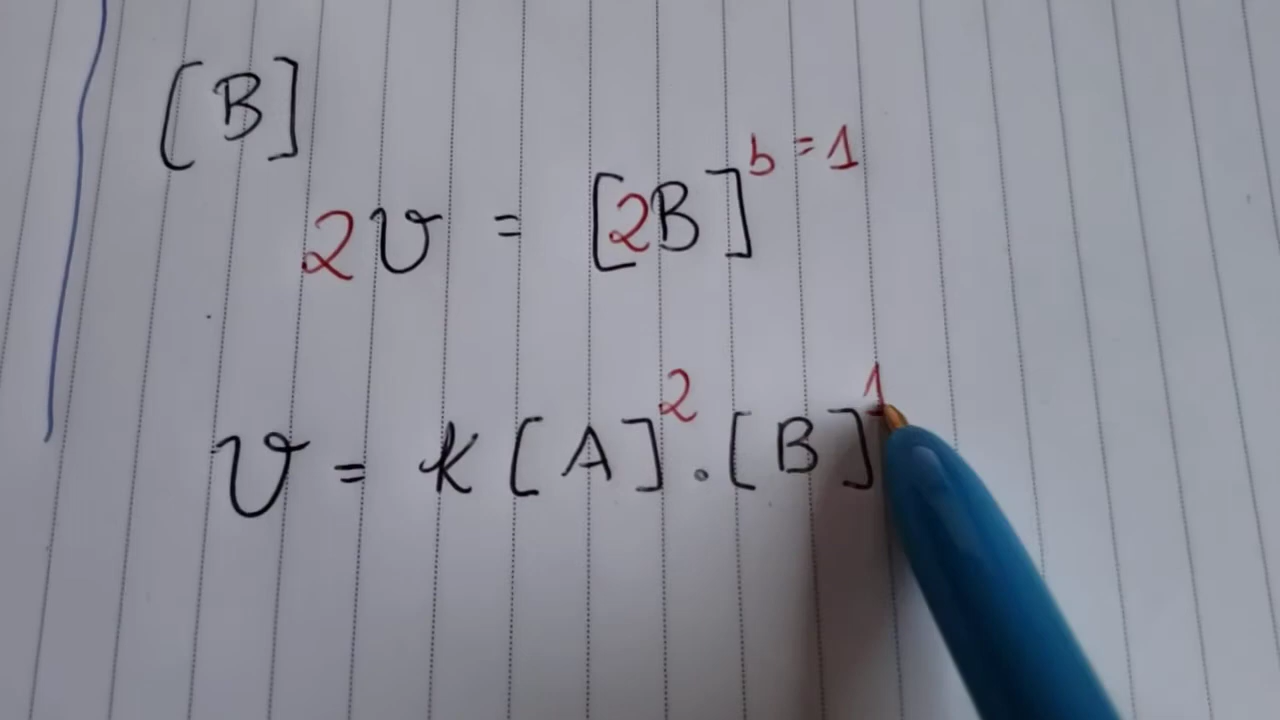 [B]
2v = [2B]^b = 1
v = k[A]^2 . [B]^1